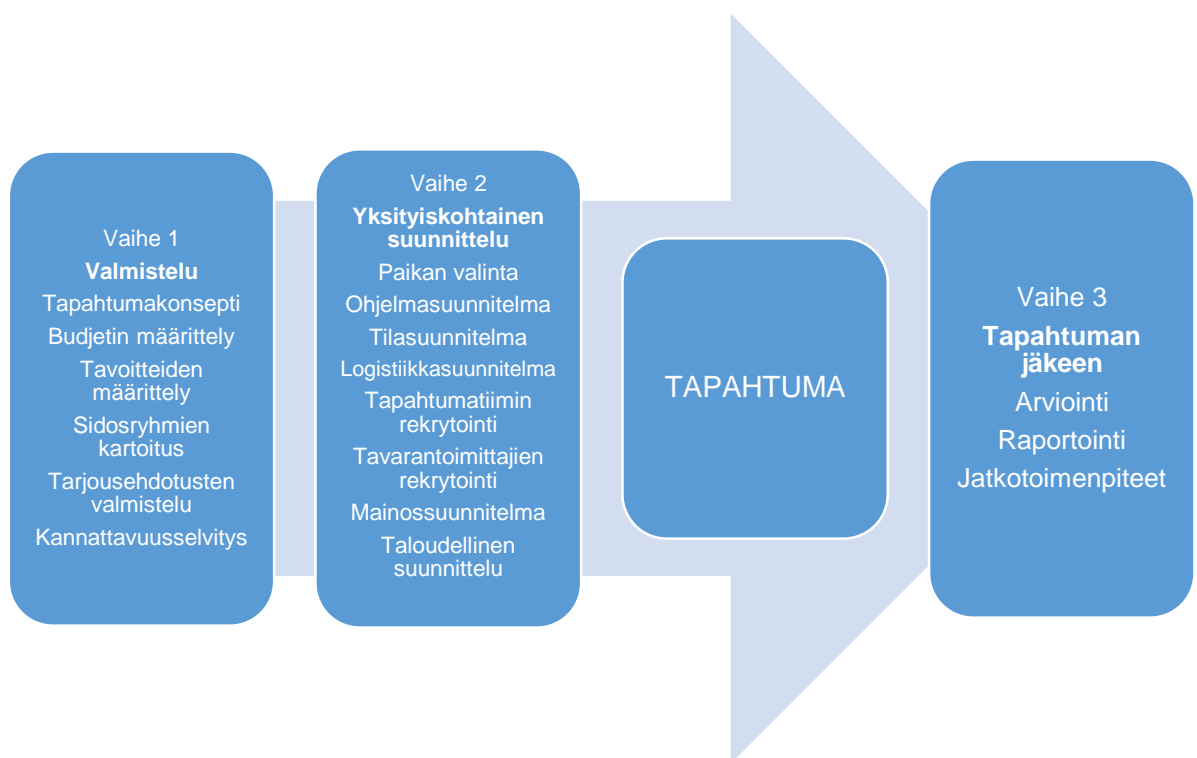 Vaihe 1
Valmistelu
Tapahtumakonsepti
Budjetin määrittely
Tavoitteiden
määrittely
Sidosryhmien
kartoitus
Tarjousehdotusten
valmistelu
Kannattavuusselvitys
Vaihe 2
Yksityiskohtainen
suunnittelu
Paikan valinta
Ohjelmasuunnitelma
Tilasuunnitelma
Logistiikkasuunnitelma
Tapahtumatiimin
rekrytointi
Tavarantoimittajien
rekrytointi
Mainossuunnitelma
Taloudellinen
suunnittelu
TAPAHTUMA
Vaihe 3
Tapahtuman
jäkeen
Arviointi
Raportointi
Jatkotoimenpiteet